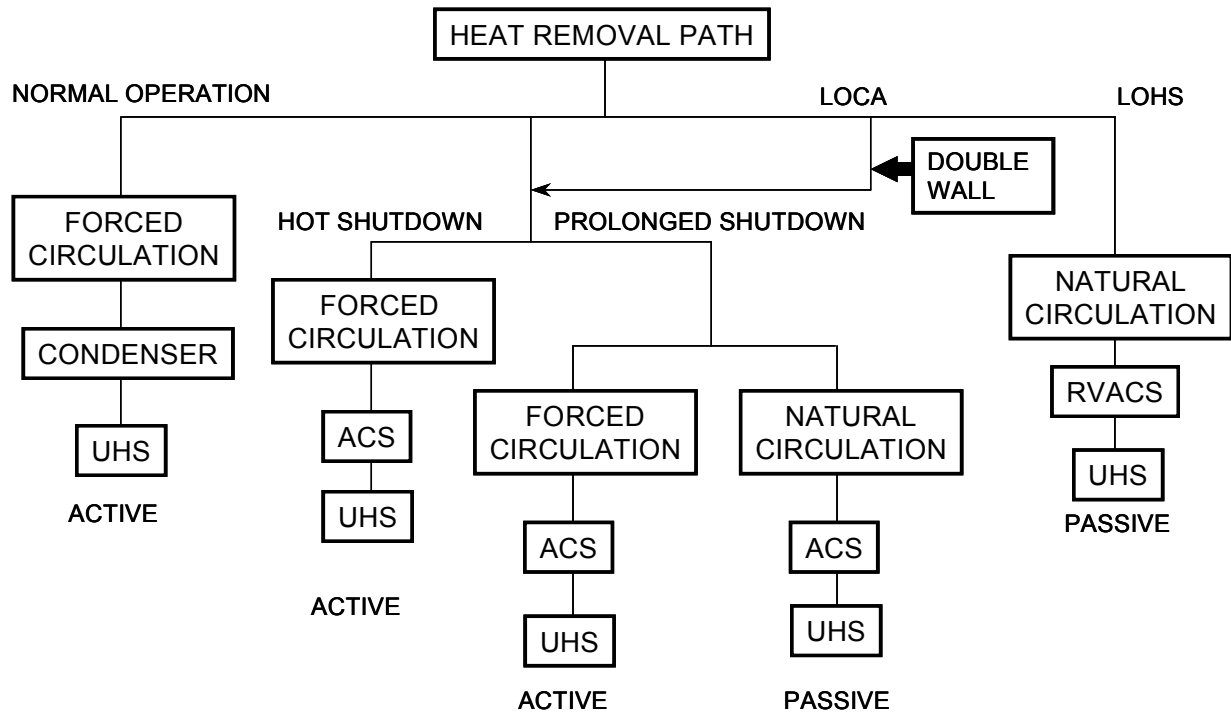 HEAT REMOVAL PATH
NORMAL OPERATION
LOCA
LOHS
DOUBLE
WALL
FORCED
CIRCULATION
HOT SHUTDOWN
PROLONGED SHUTDOWN
NATURAL
CIRCULATION
FORCED
CIRCULATION
CONDENSER
RVACS
FORCED
CIRCULATION
NATURAL
CIRCULATION
ACS
UHS
UHS
UHS
ACTIVE
PASSIVE
ACS
ACS
ACTIVE
UHS
UHS
ACTIVE
PASSIVE